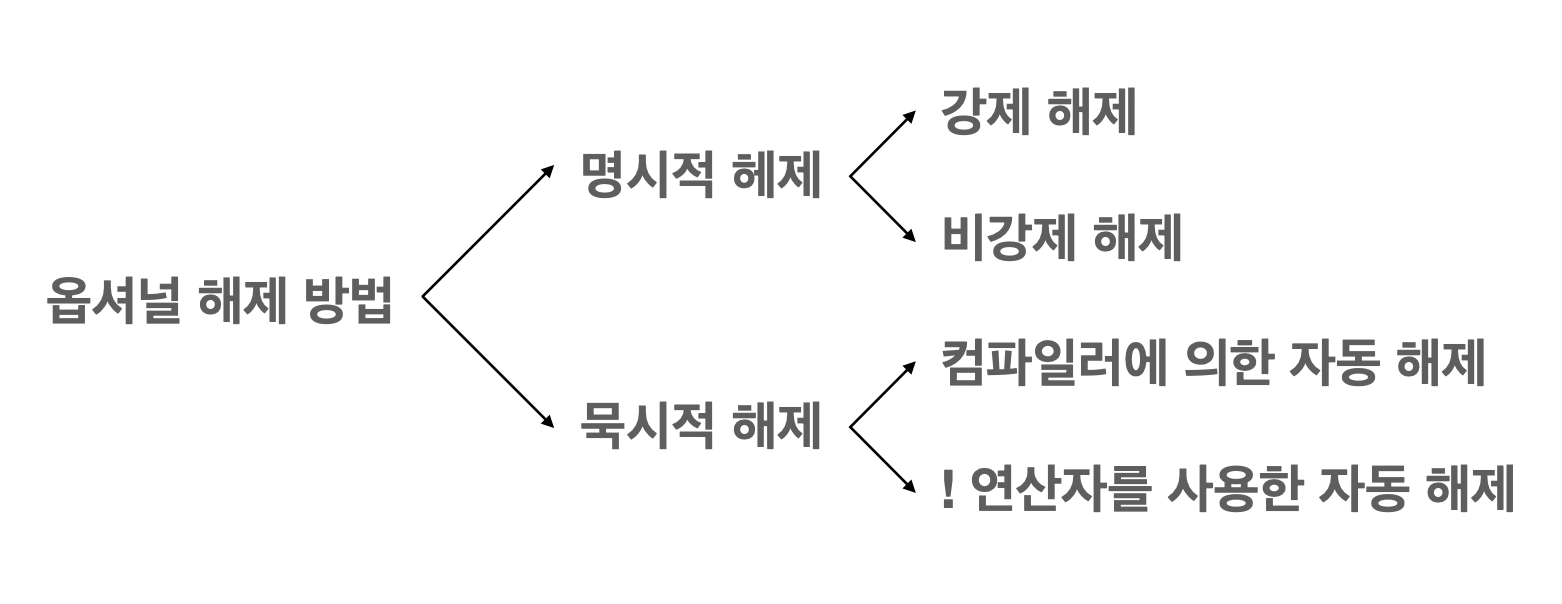 옵셔널 해제 방법
명시적 헤제
강제 해제
비강제 해제
묵시적 해제
컴파일러에 의한 자동 해제
! 연산자를 사용한 자동 해제